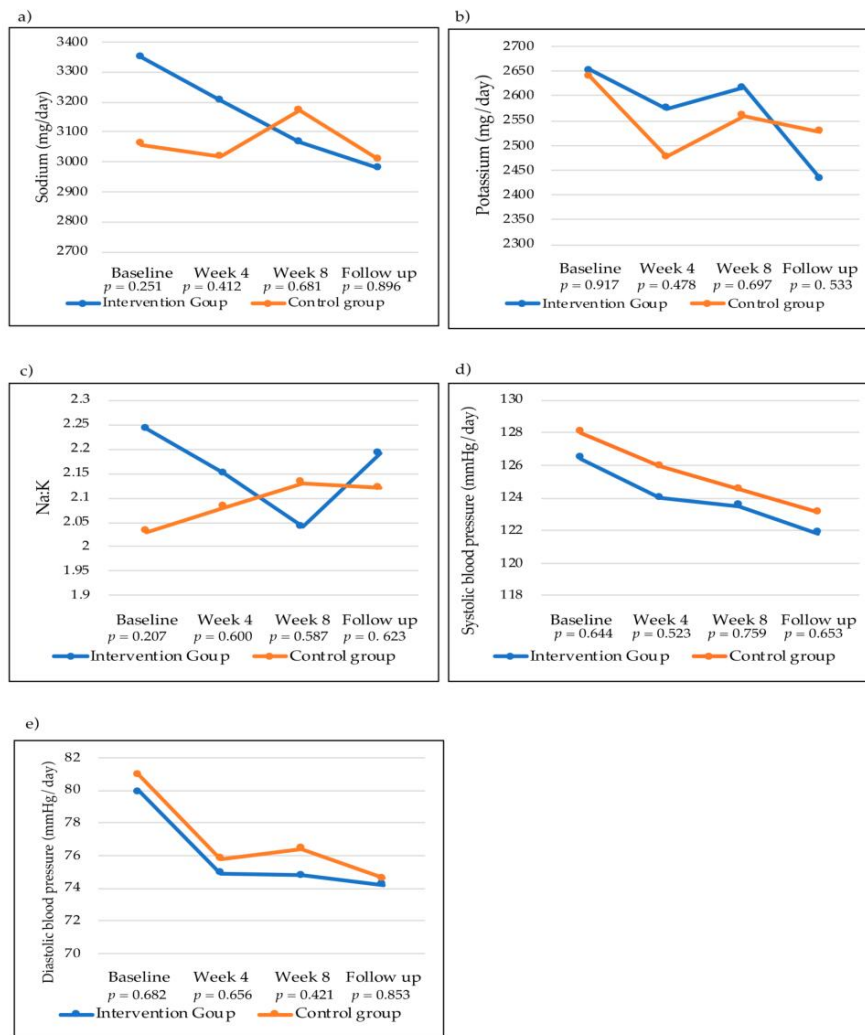 a)
3400
3300
3200
3100
3000
2900
2800
2700
Sodium (mg/day)
Baseline Week 4 Week 8 Follow up
p = 0.251 p = 0.412 p = 0.681 p = 0.896
Intervention Goup Control group
b)
2700
2650
2600
2550
2500
2450
2400
2350
2300
Potassium (mg/day)
Baseline Week 4 Week 8 Follow up
p = 0.917 p = 0.478 p = 0.697 p = 0. 533
Intervention Goup Control group
c)
2.3
2.25
2.2
2.15
2.1
2.05
2
1.95
1.9
Na:K
Baseline Week 4 Week 8 Follow up
p = 0.207 p = 0.600 p = 0.587 p = 0. 623
Intervention Goup Control group
d)
130
128
126
124
122
120
118
Systolic blood pressure (mmHg/day)
Baseline Week 4 Week 8 Follow up
p = 0.644 p = 0.523 p = 0.759 p = 0.653
Intervention Goup Control group
e)
82
80
78
76
74
72
70
Diastolic blood pressure (mmHg/day)
Baseline Week 4 Week 8 Follow up
p = 0.682 p = 0.656 p = 0.421 p = 0.853
Intervention Goup Control group